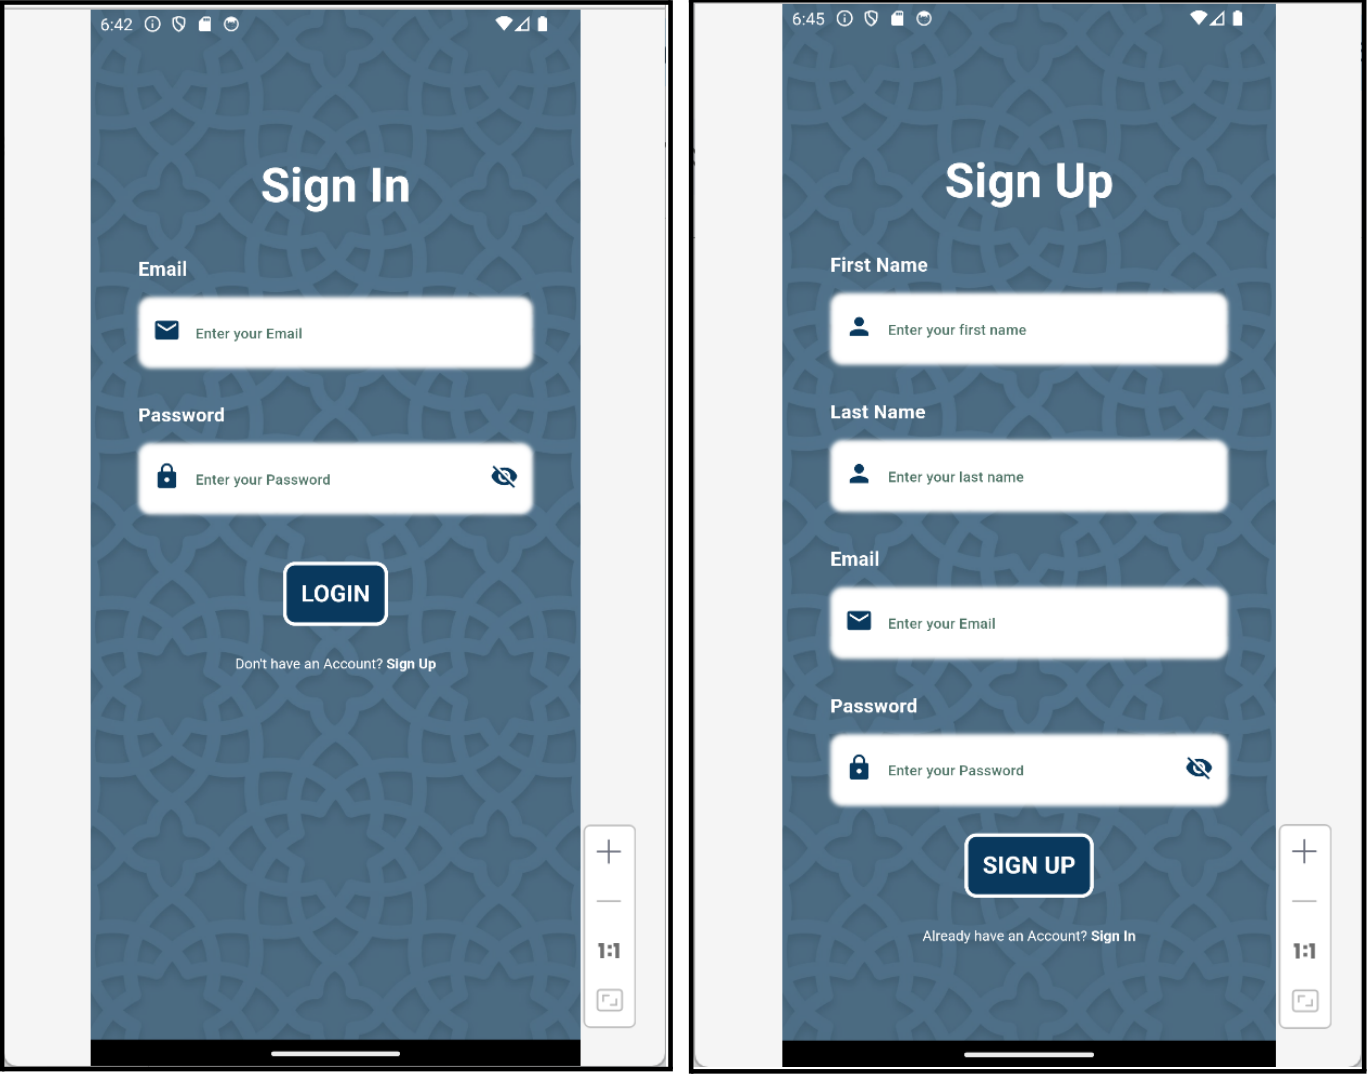 6:42
Sign In
Email
Enter your Email
Password
Enter your Password
LOGIN
Don't have an Account? Sign Up
1:1
6:45
Sign Up
First Name
Enter your first name
Last Name
Enter your last name
Email
Enter your Email
Password
Enter your Password
SIGN UP
Already have an Account? Sign In
1:1